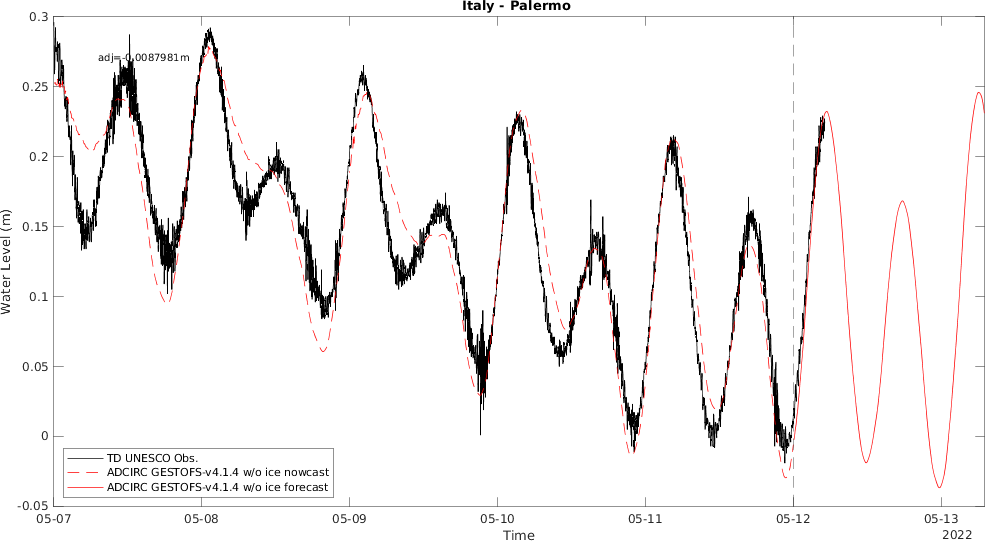 Italy - Palermo
adj=-0.0087981m
Water Level (m)
0.3
0.25
0.2
0.15
0.1
0.05
0
-0.05
TD UNESCO Obs.
ADCIRC GESTOFS-v4.1.4 w/o ice nowcast
ADCIRC GESTOFS-v4.1.4 w/o ice forecast
05-07
05-08
05-09
05-10
05-11
05-12
05-13
Time
2022